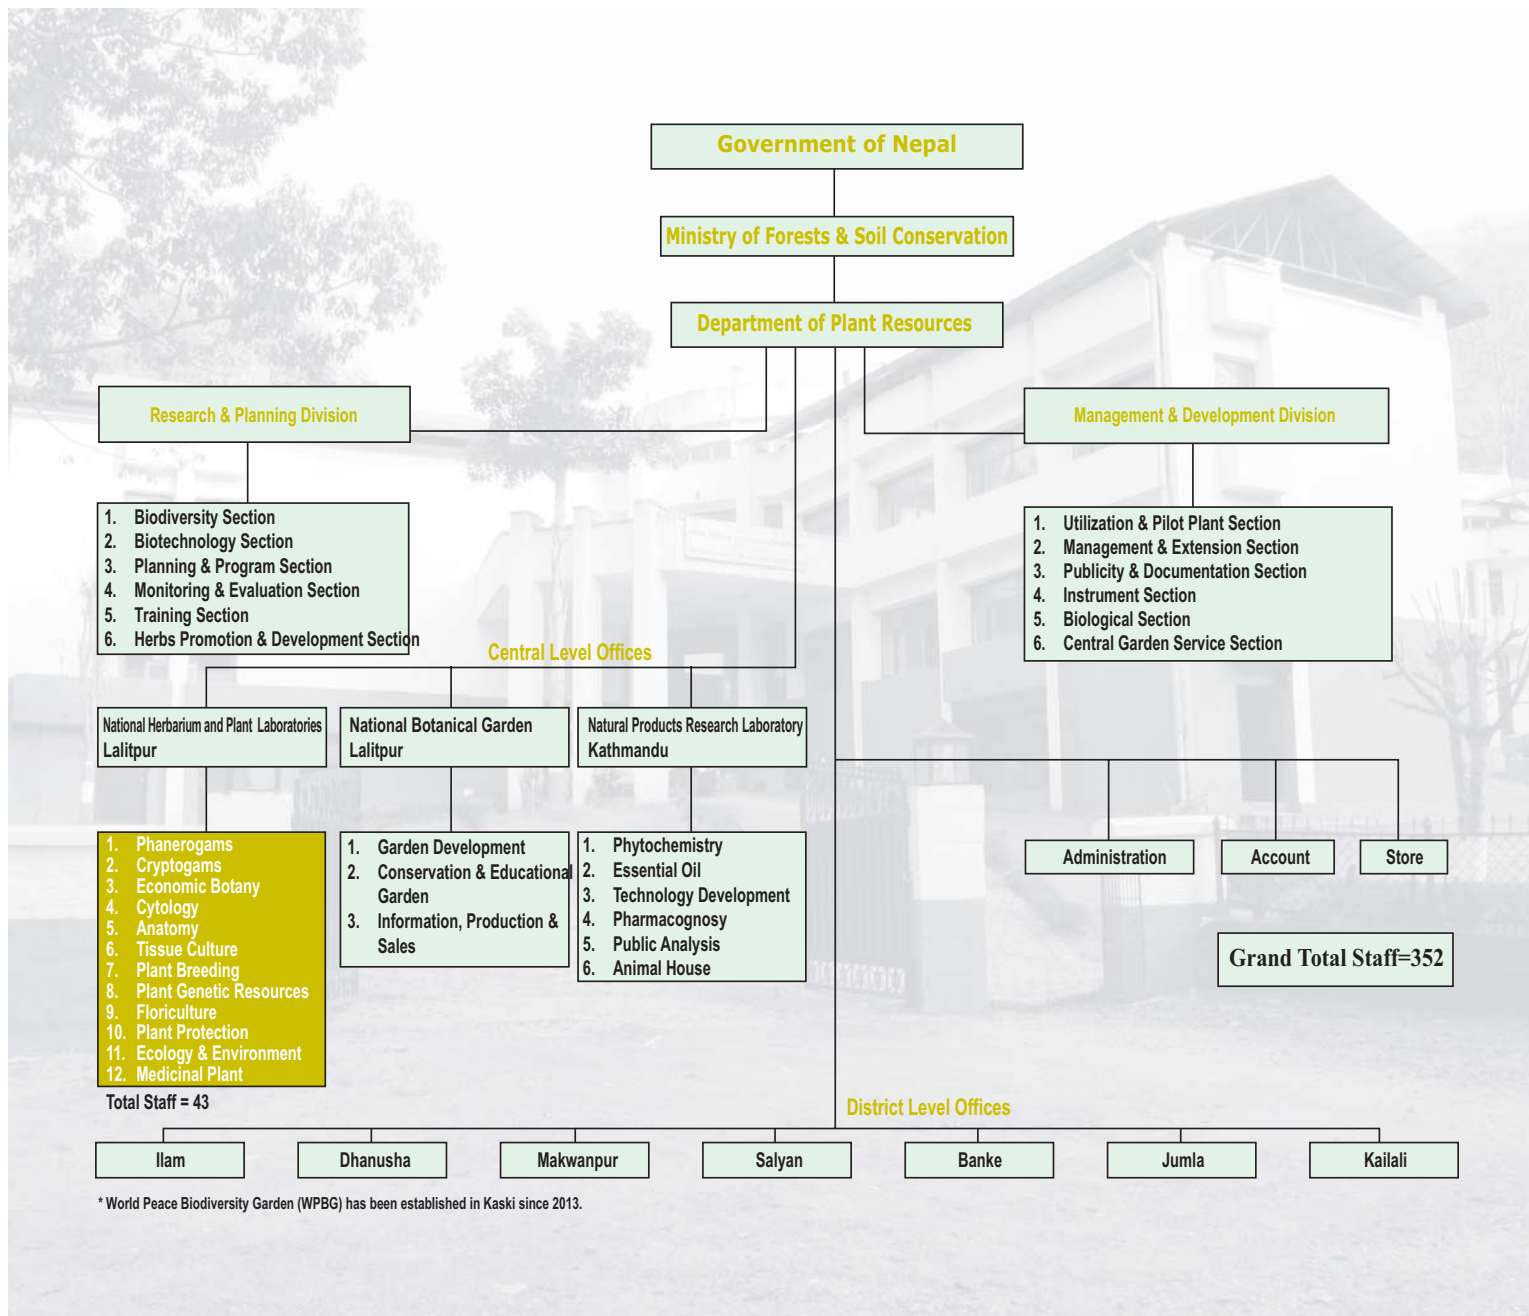 Government of Nepal
Ministry of Forests & Soil Conservation
Department of Plant Resources
Research & Planning Division
Management & Development Division
1. Biodiversity Section
2. Biotechnology Section
3. Planning & Program Section
4. Monitoring & Evaluation Section
5. Training Section
6. Herbs Promotion & Development Section
1. Utilization & Pilot Plant Section
2. Management & Extension Section
3. Publicity & Documentation Section
4. Instrument Section
5. Biological Section
6. Central Garden Service Section
Central Level Offices
National Herbarium and Plant Laboratories
Lalitpur
National Botanical Garden
Lalitpur
Natural Products Research Laboratory
Kathmandu
1. Phanerogams
2. Cryptogams
3. Economic Botany
4. Cytology
5. Anatomy
6. Tissue Culture
7. Plant Breeding
8. Plant Genetic Resources
9. Floriculture
10. Plant Protection
11. Ecology & Environment
12. Medicinal Plant
Total Staff = 43
1. Garden Development
2. Conservation & Educational
Garden
3. Information, Production &
Sales
1. Phytochemistry
2. Essential Oil
3. Technology Development
4. Pharmacognosy
5. Public Analysis
6. Animal House
Administration
Account
Store
Grand Total Staff=352
District Level Offices
Ilam
Dhanusha
Makwanpur
Salyan
Banke
Jumla
Kailali
* World Peace Biodiversity Garden (WPBG) has been established in Kaski since 2013.